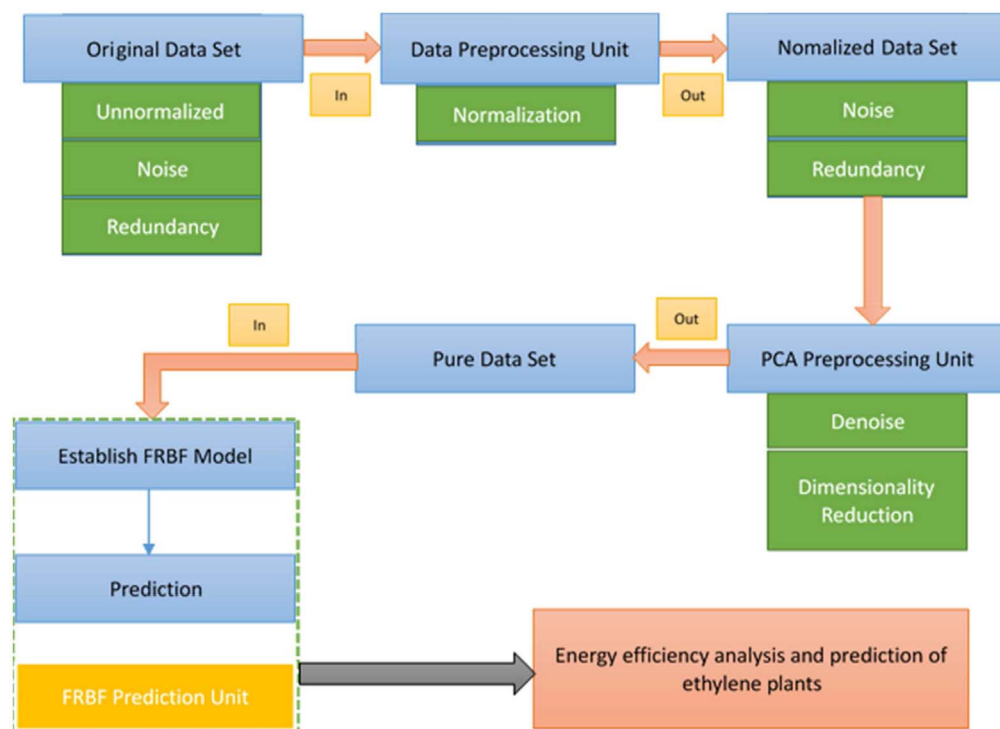 Original Data Set
In
Data Preprocessing Unit
Out
Nomalized Data Set
Unnormalized
Noise
Redundancy
Normalization
Noise
Redundancy
PCA Preprocessing Unit
Denoise
Dimensionality
Reduction
Out
Pure Data Set
In
Establish FRBF Model
Prediction
FRBF Prediction Unit
Energy efficiency analysis and prediction of
ethylene plants